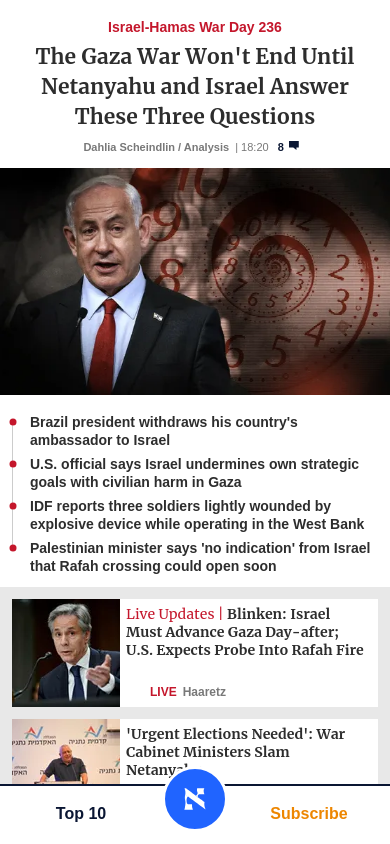 Israel-Hamas War Day 236
The Gaza War Won't End Until
Netanyahu and Israel Answer
These Three Questions
Dahlia Scheindlin / Analysis | 18:20 8
Brazil president withdraws his country's
ambassador to Israel
U.S. official says Israel undermines own strategic
goals with civilian harm in Gaza
IDF reports three soldiers lightly wounded by
explosive device while operating in the West Bank
Palestinian minister says 'no indication' from Israel
that Rafah crossing could open soon
Live Updates | Blinken: Israel
Must Advance Gaza Day-after;
U.S. Expects Probe Into Rafah Fire
LIVE Haaretz
'Urgent Elections Needed': War
Cabinet Ministers Slam
Top 10
Subscribe